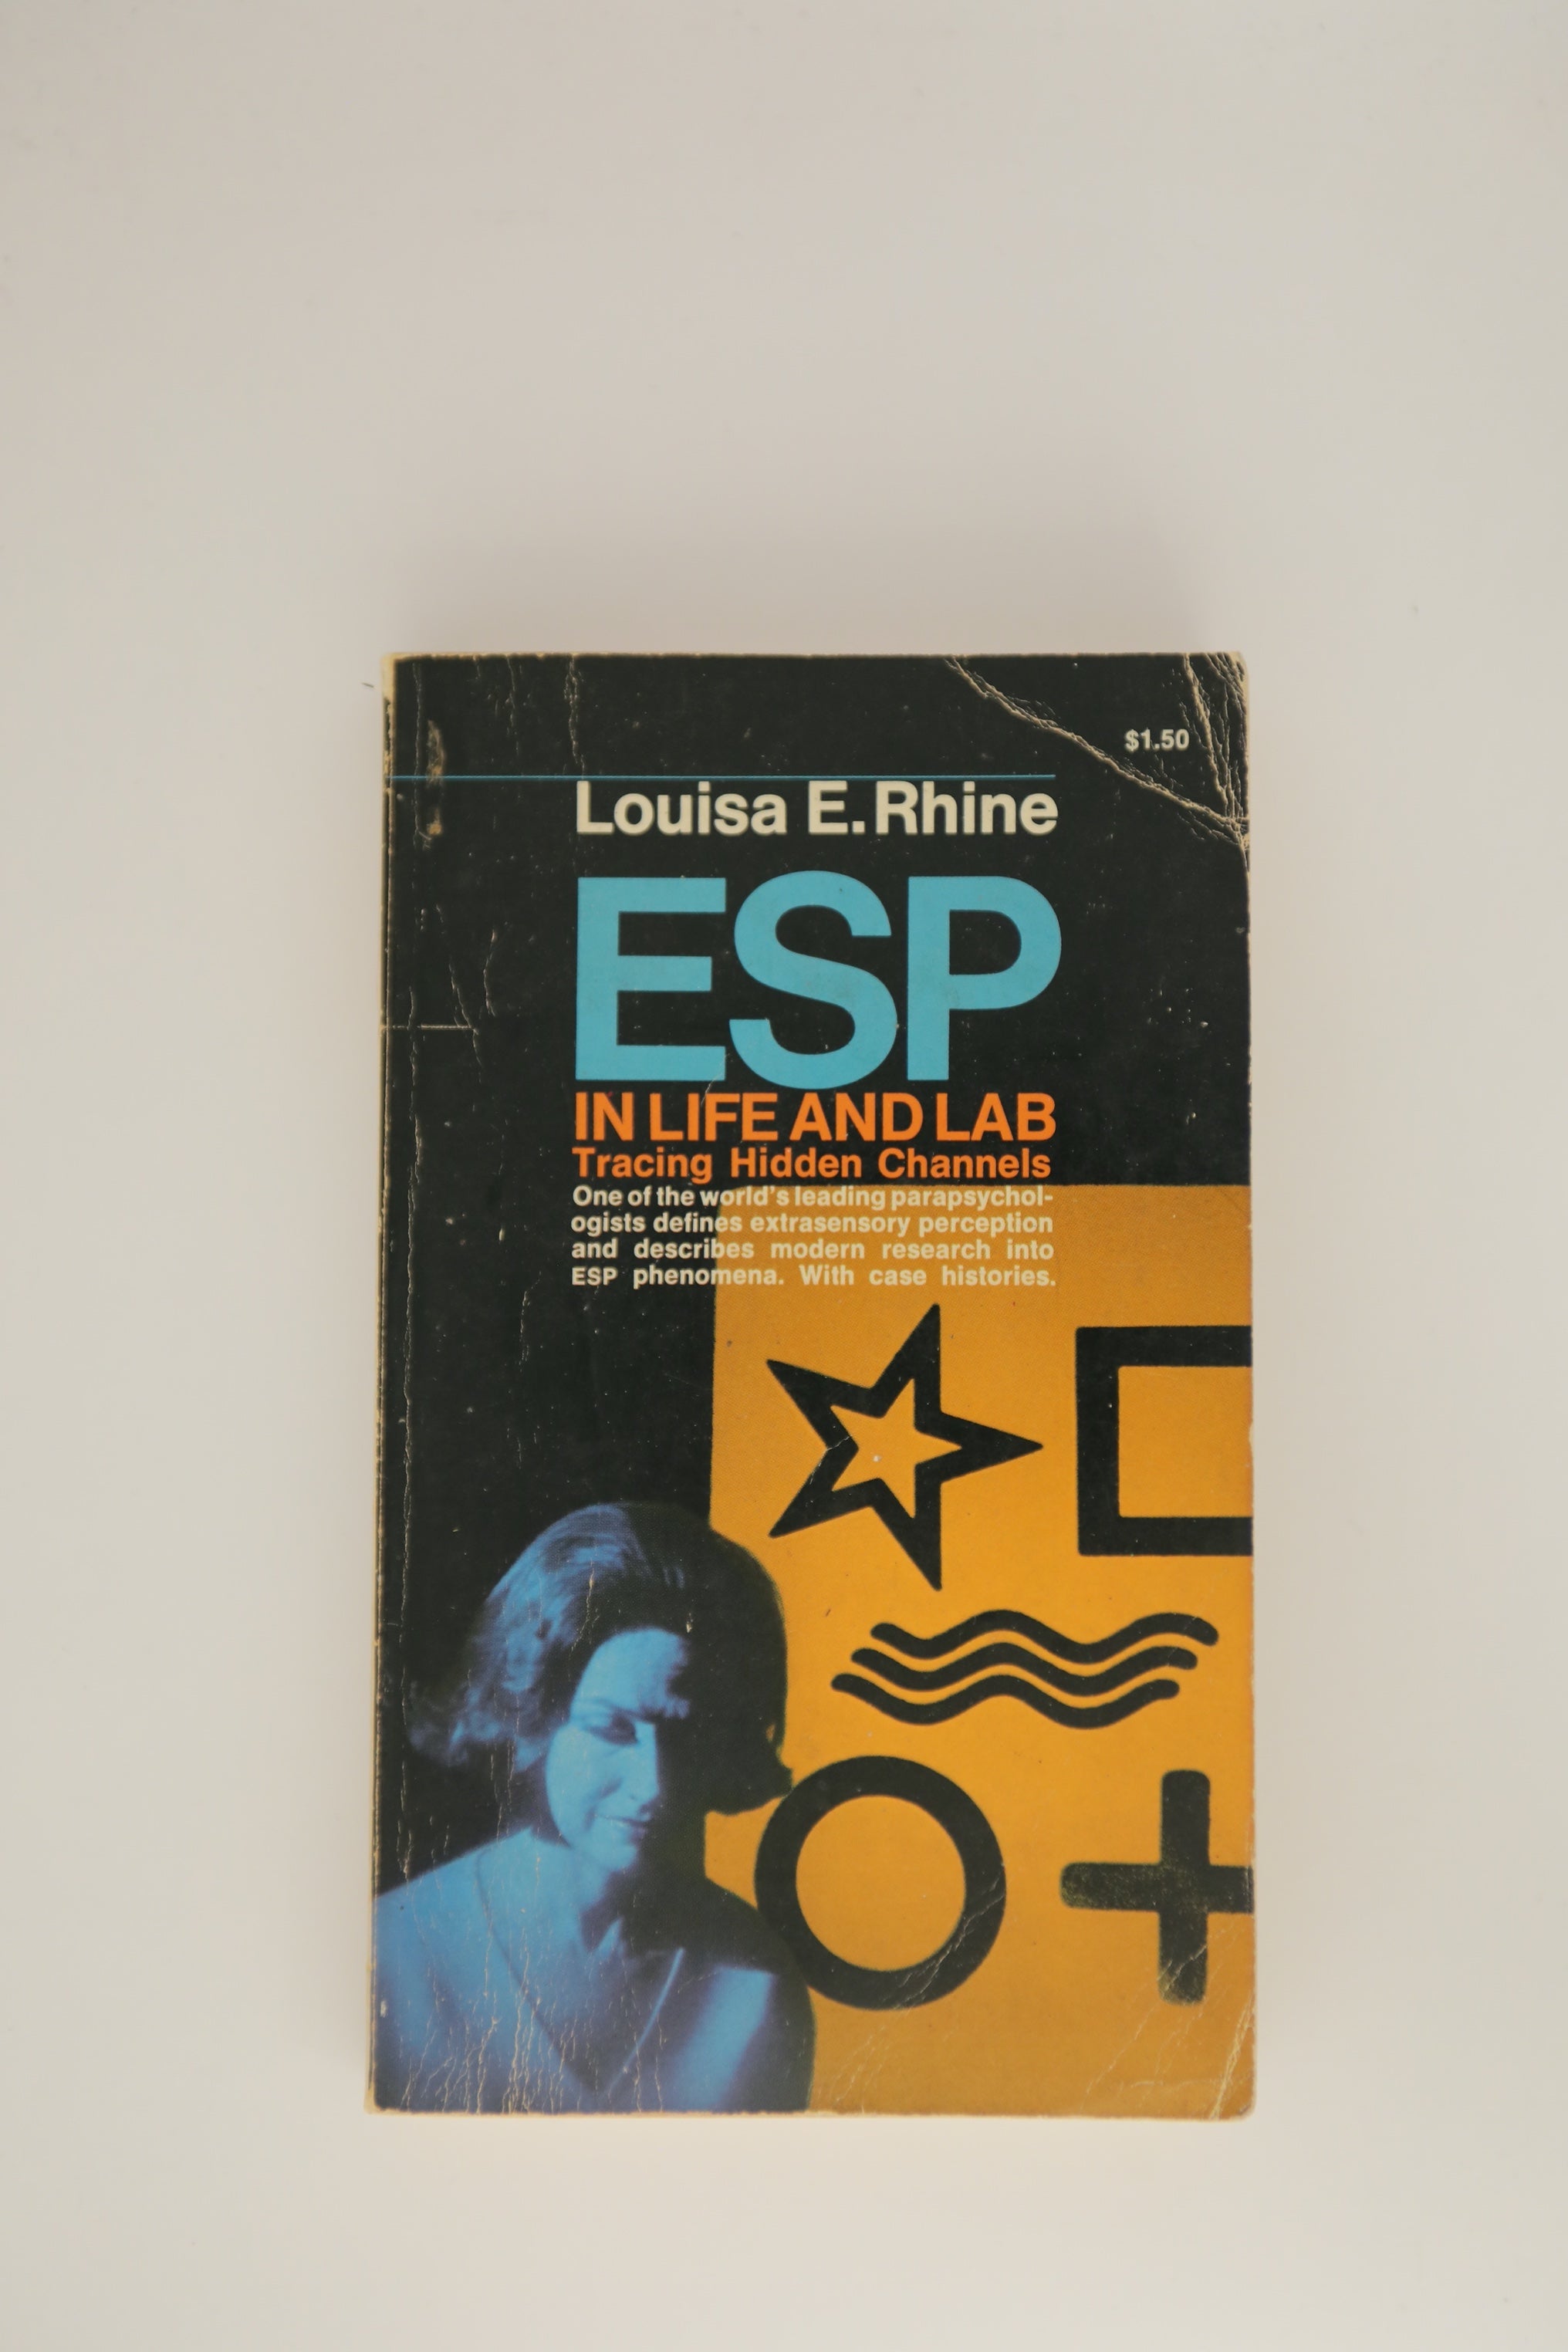 $1.50
Louisa E. Rhine
ESP
IN LIFE AND LAB
Tracing Hidden Channels
One of the world's leading parapsychol-
ogists defines extrasensory perception
and describes modern research into
ESP phenomena. With case histories.